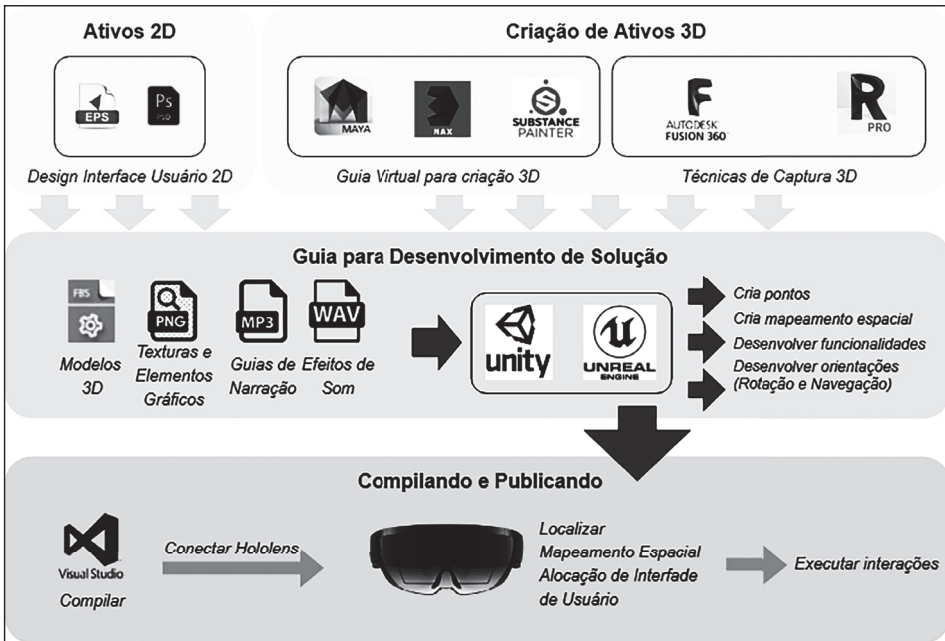 Ativos 2D
EPS
Ps
PSD
Design Interface Usuário 2D
Criação de Ativos 3D
MAYA
MAX
SUBSTANCE
PAINTER
Guia Virtual para criação 3D
AUTODESK
FUSION 360
R
PRO
Técnicas de Captura 3D
Guia para Desenvolvimento de Solução
FBS
Modelos
3D
PNG
Texturas e
Elementos
Gráficos
MP3
Guias de
Narração
WAV
Efeitos de
Som
unity
UNREAL
ENGINE
Cria pontos
Cria mapeamento espacial
Desenvolver funcionalidades
Desenvolver orientações
(Rotação e Navegação)
Compilando e Publicando
Visual Studio
Compilar
Conectar Hololens
Localizar
Mapeamento Espacial
Alocação de Interfade
de Usuário
Executar interações